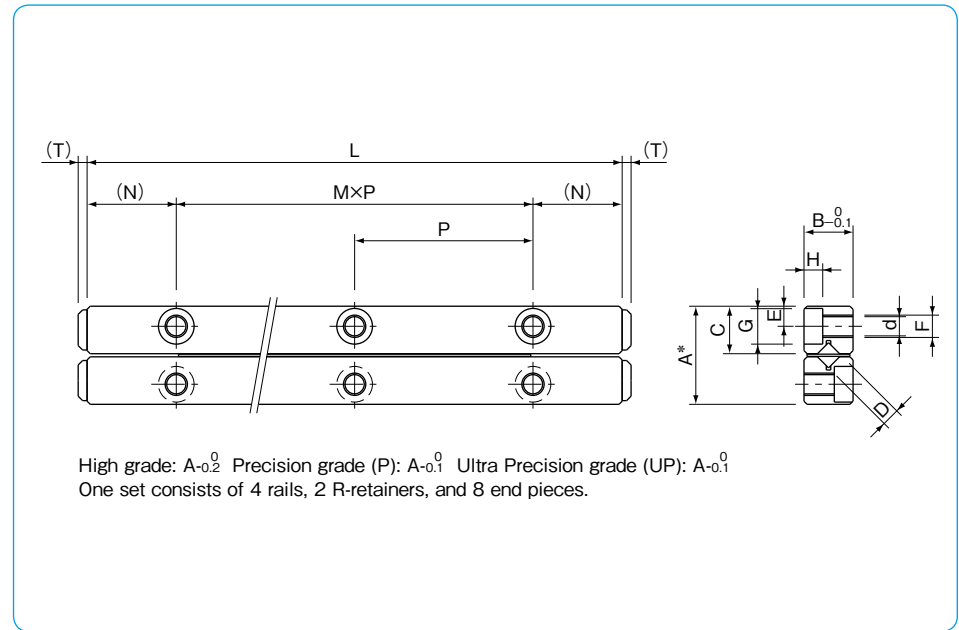 (T) L (T)
(N) M×P (N)
P
B-0.1 0
H
A* C G E d F
D
High grade: A-0.2 0 Precision grade (P): A-0.1 0 Ultra Precision grade (UP): A-0.1 0
One set consists of 4 rails, 2 R-retainers, and 8 end pieces.